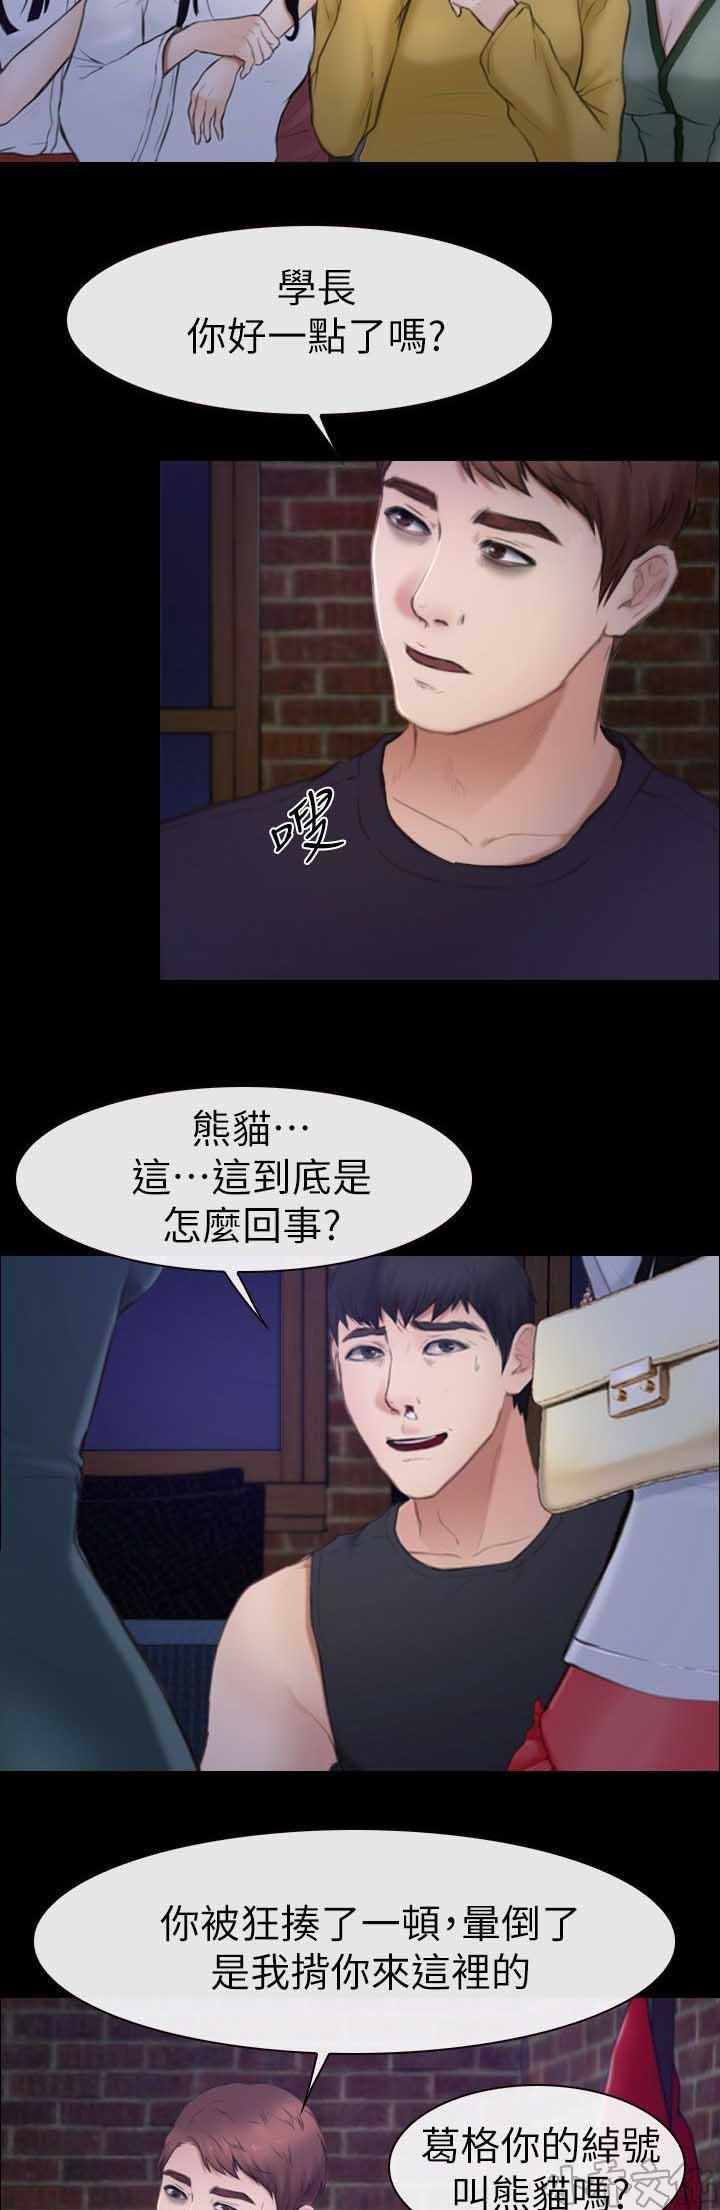 學長
你好一點了嗎?
嗖
熊貓…
這…這到底是
怎麼回事?
你被狂揍了一頓，暈倒了
是我揹你來這裡的
葛格你的綽號
叫熊貓嗎?